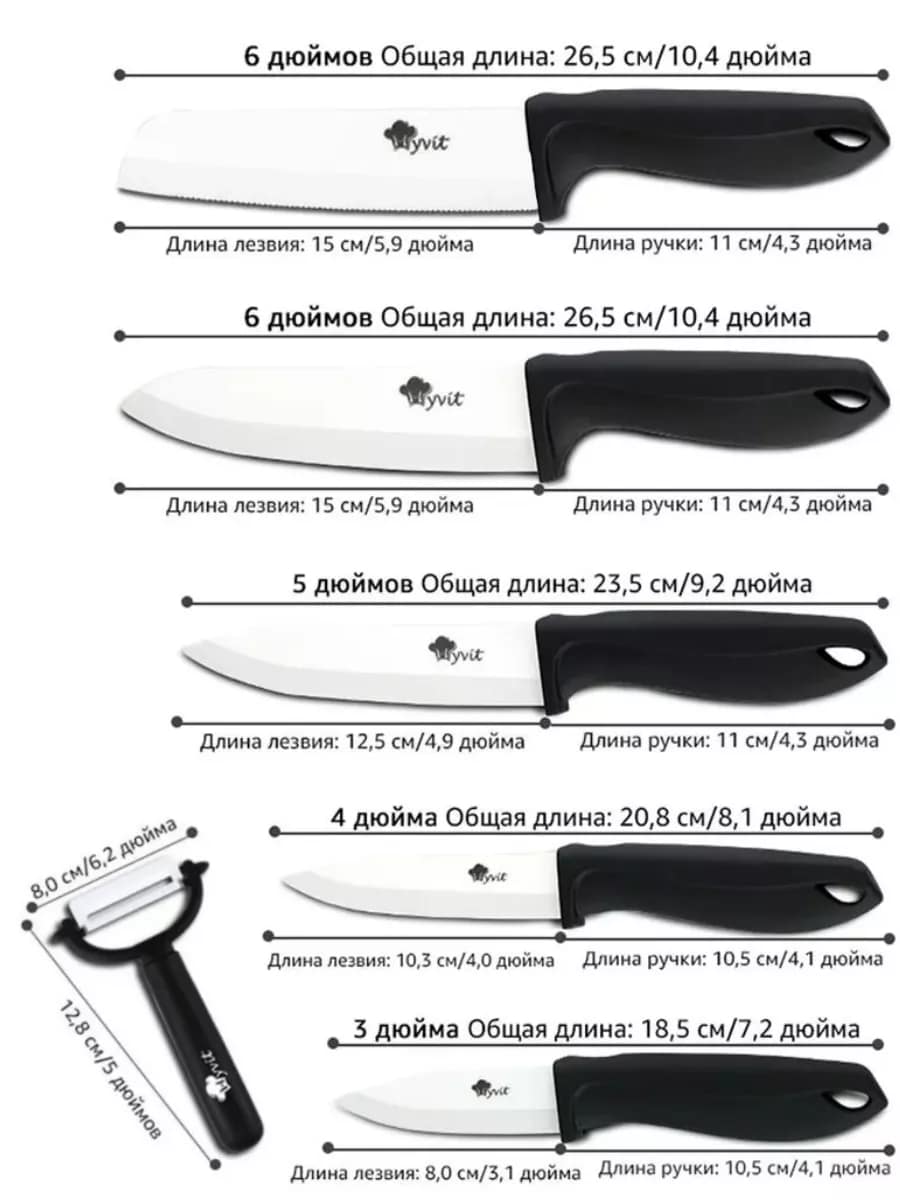 6 дюймов Общая длина: 26,5 см/10,4 дюйма
Wyvit
Длина лезвия: 15 см/5,9 дюйма
Длина ручки: 11 см/4,3 дюйма
6 дюймов Общая длина: 26,5 см/10,4 дюйма
Wyvit
Длина лезвия: 15 см/5,9 дюйма
Длина ручки: 11 см/4,3 дюйма
5 дюймов Общая длина: 23,5 см/9,2 дюйма
Wyvit
Длина лезвия: 12,5 см/4,9 дюйма
Длина ручки: 11 см/4,3 дюйма
8,0 см/6,2 дюйма
12,8 см/5 дюймов
Wyvit
4 дюйма Общая длина: 20,8 см/8,1 дюйма
Wyvit
Длина лезвия: 10,3 см/4,0 дюйма
Длина ручки: 10,5 см/4,1 дюйма
3 дюйма Общая длина: 18,5 см/7,2 дюйма
Wyvit
Длина лезвия: 8,0 см/3,1 дюйма
Длина ручки: 10,5 см/4,1 дюйма